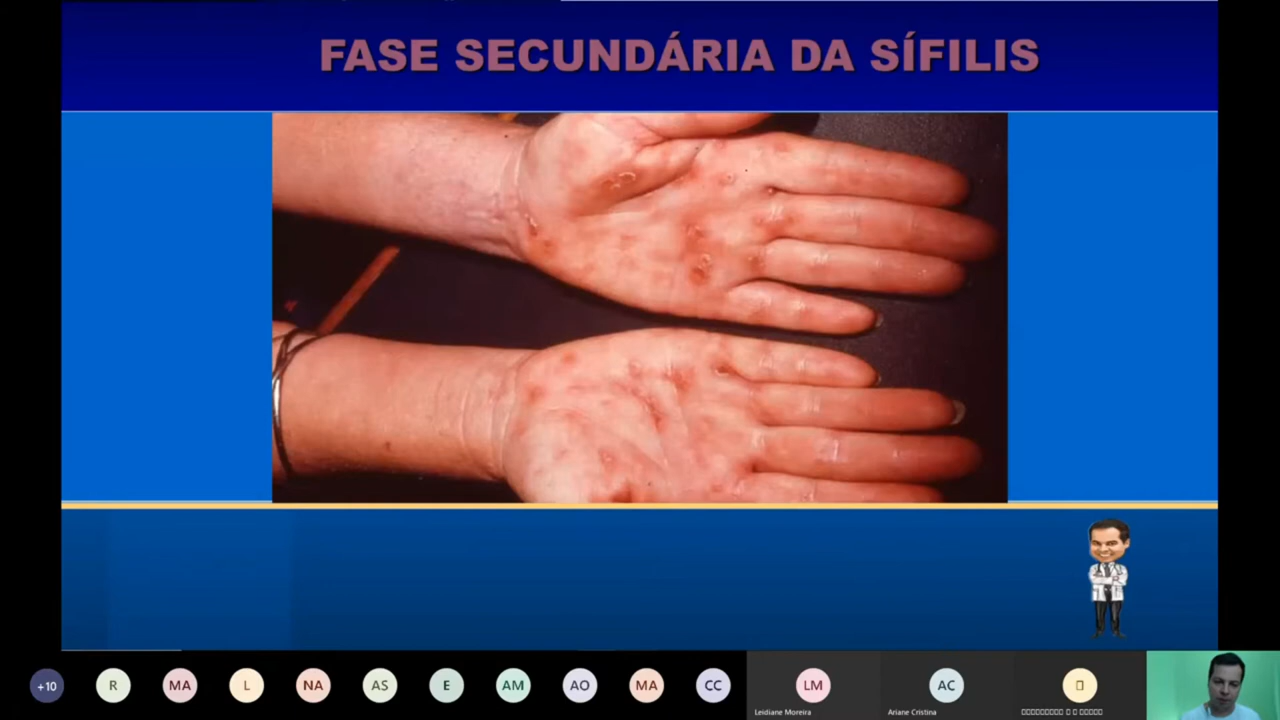 FASE SECUNDÁRIA DA SÍFILIS
+10
R
MA
L
NA
AS
E
AM
AO
MA
CC
LM
AC
Leidiane Moreira
Ariane Cristina